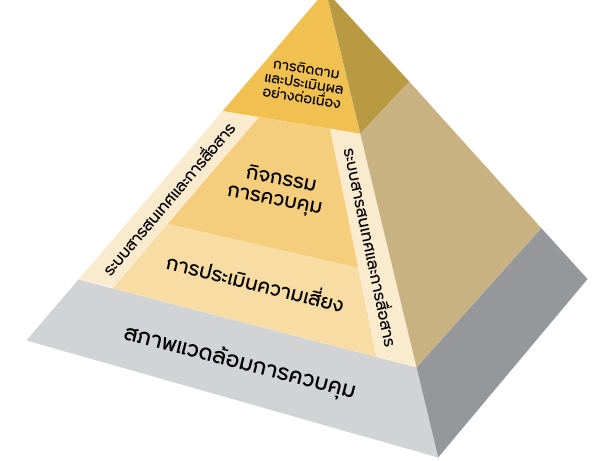 การติดตาม
และประเมินผล
อย่างต่อเนื่อง
ระบบสารสนเทศและการสื่อสาร
กิจกรรม
การควบคุม
ระบบสารสนเทศและการสื่อสาร
การประเมินความเสี่ยง
สภาพแวดล้อมการควบคุม